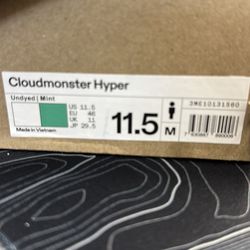 Cloudmonster Hyper
Undyed | Mint
US 11.5
EU 46
UK 11
JP 29.5
Made in Vietnam
11.5
M
3ME10131560